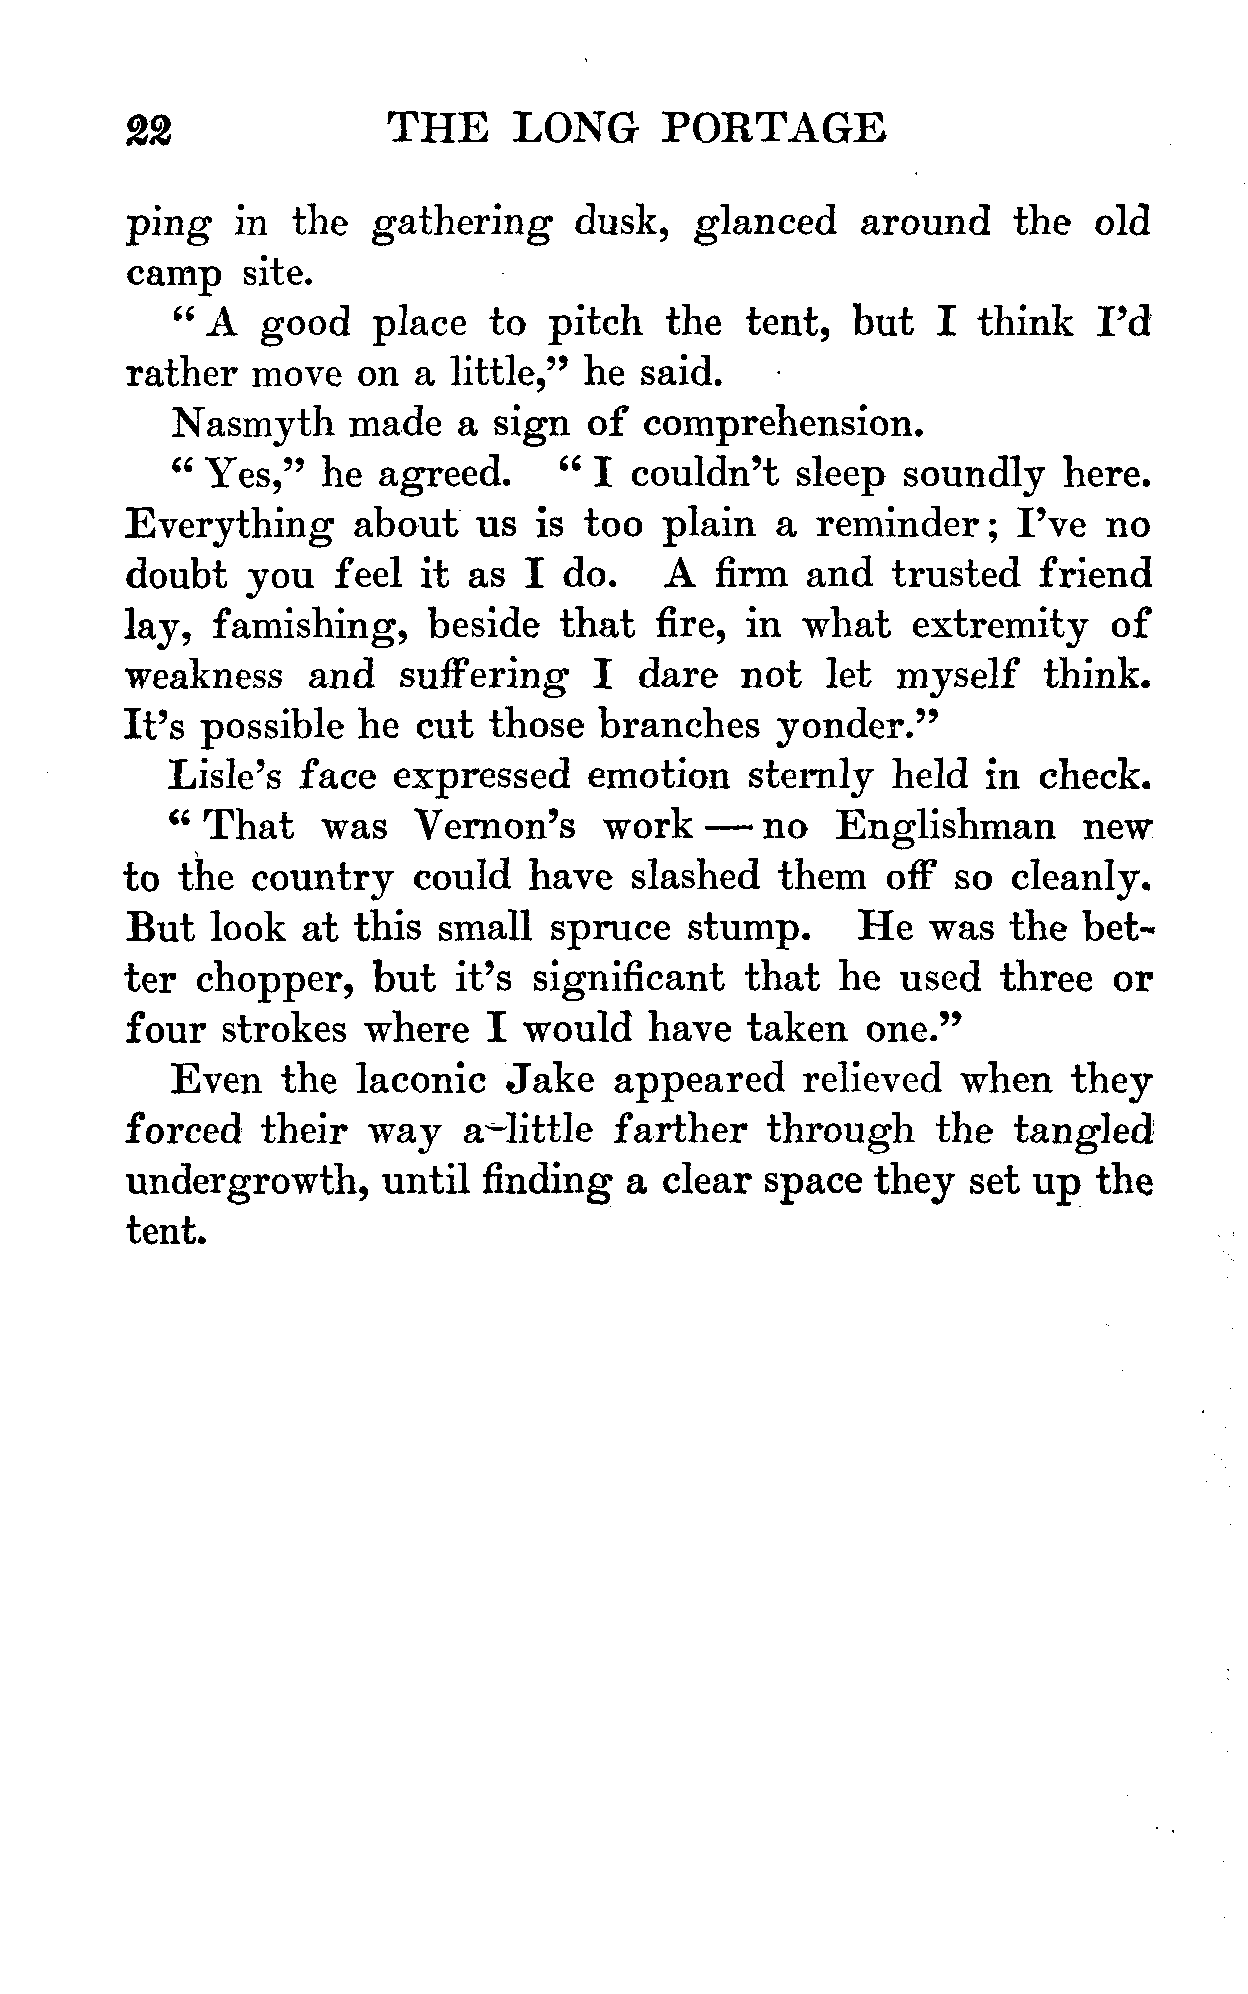 22 THE LONG PORTAGE
ping in the gathering dusk, glanced around the old
camp site.
“ A good place to pitch the tent, but I think I’d
rather move on a little,” he said.
Nasmyth made a sign of comprehension.
“ Yes,” he agreed. “ I couldn’t sleep soundly here.
Everything about us is too plain a reminder; I’ve no
doubt you feel it as I do. A firm and trusted friend
lay, famishing, beside that fire, in what extremity of
weakness and suffering I dare not let myself think.
It’s possible he cut those branches yonder.”
Lisle’s face expressed emotion sternly held in check.
“ That was Vernon’s work — no Englishman new
to the country could have slashed them off so cleanly.
But look at this small spruce stump. He was the bet-
ter chopper, but it’s significant that he used three or
four strokes where I would have taken one.”
Even the laconic Jake appeared relieved when they
forced their way a little farther through the tangled
undergrowth, until finding a clear space they set up the
tent.